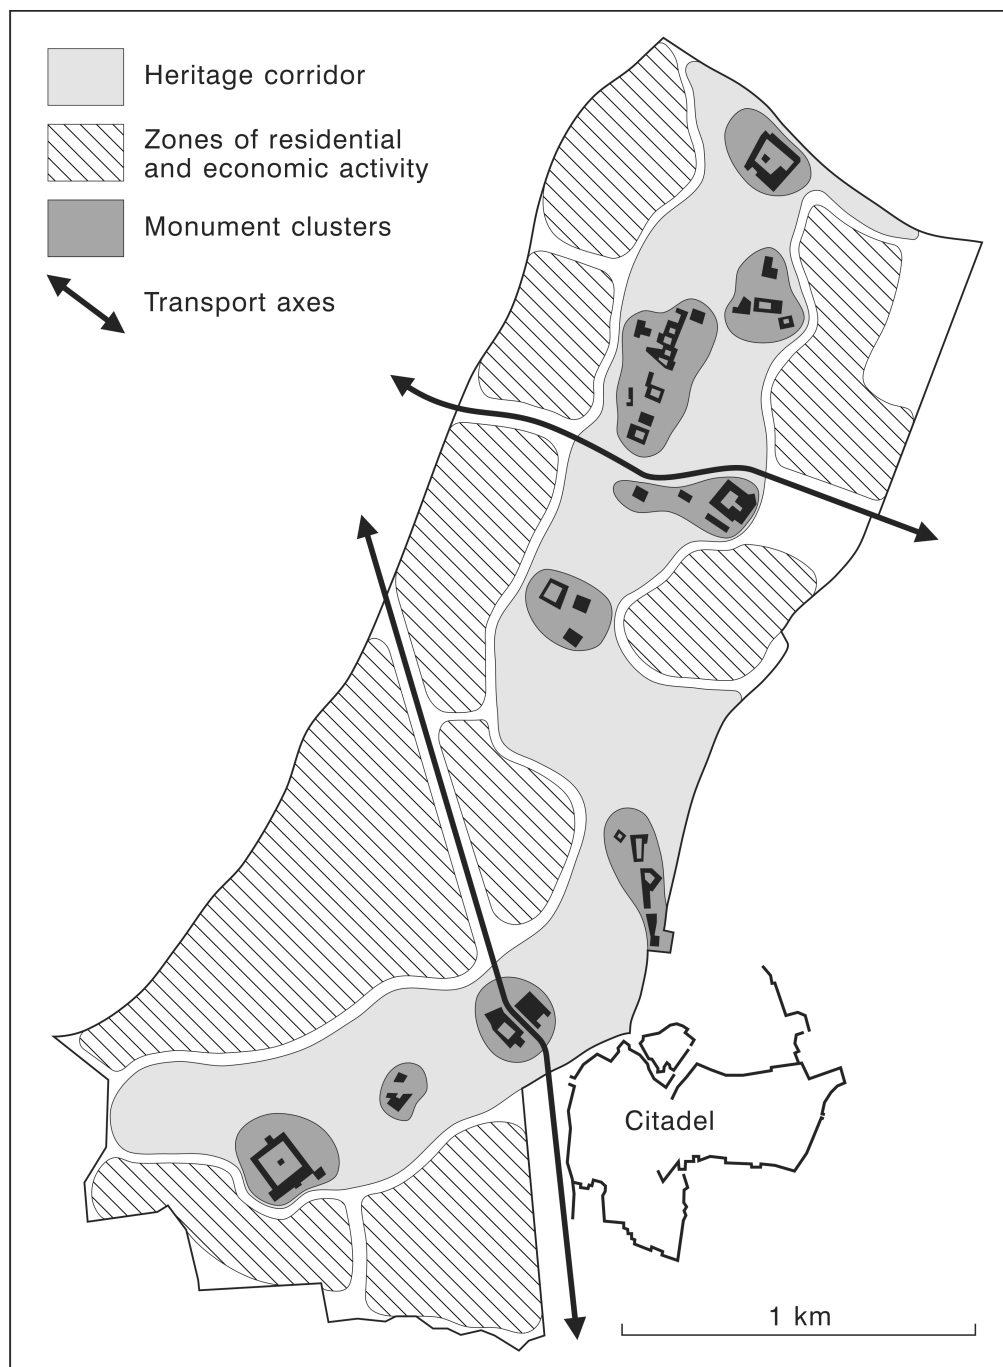 Heritage corridor
Zones of residential
and economic activity
Monument clusters
Transport axes
Citadel
1 km